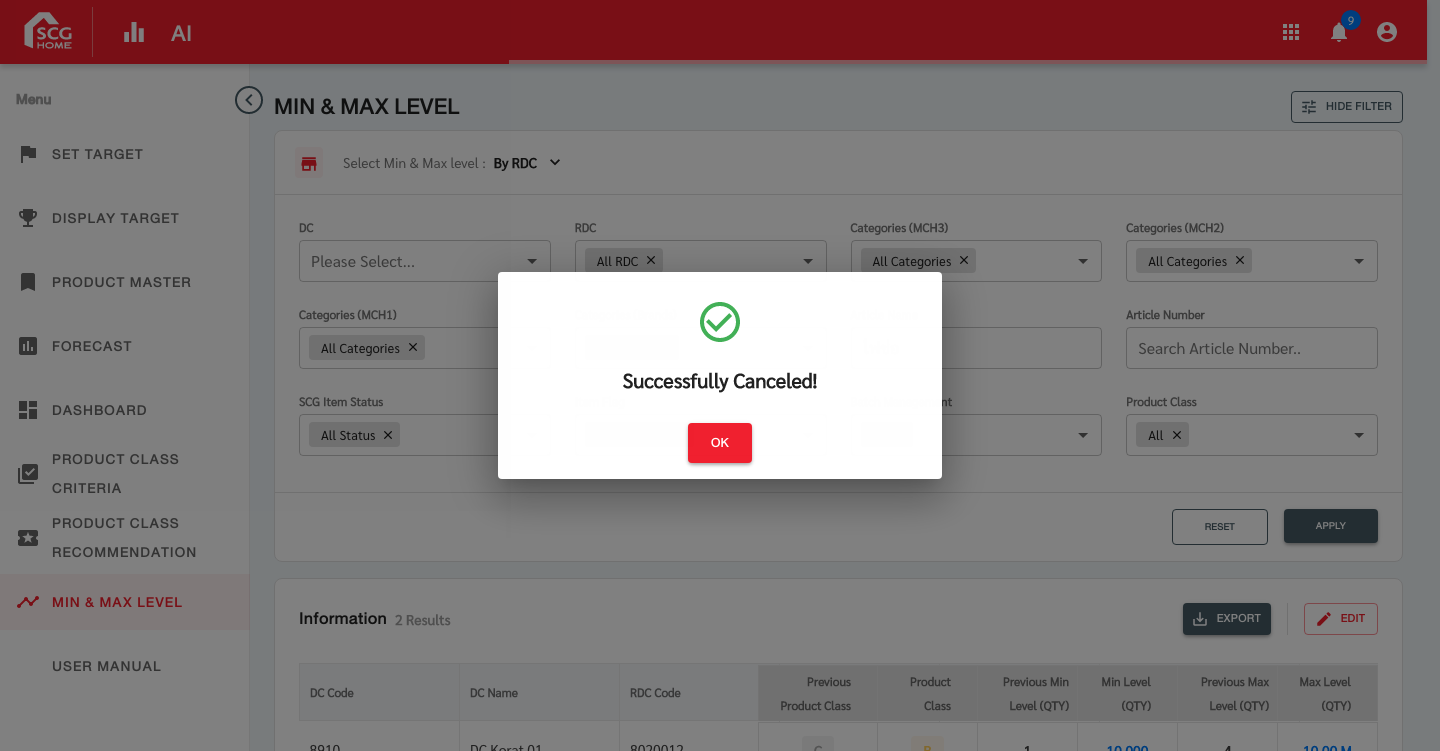 SCG
HOME
AI
9
Menu
MIN & MAX LEVEL
HIDE FILTER
SET TARGET
Select Min & Max level : By RDC
DISPLAY TARGET
DC
RDC
Categories (MCH3)
Categories (MCH2)
Please Select...
All RDC
All Categories
All Categories
PRODUCT MASTER
Categories (MCH1)
Article Number
All Categories
Search Article Number..
FORECAST
Successfully Canceled!
SCG Item Status
Product Class
DASHBOARD
All Status
All
OK
PRODUCT CLASS
CRITERIA
PRODUCT CLASS
RECOMMENDATION
RESET
APPLY
MIN & MAX LEVEL
Information 2 Results
EXPORT
EDIT
USER MANUAL
DC Code
DC Name
RDC Code
Previous
Product Class
Product
Class
Previous Min
Level (QTY)
Min Level
(QTY)
Previous Max
Level (QTY)
Max Level
(QTY)
8910
DC Korat 01
8020012
C
B
1
10,000
4
10.00 M